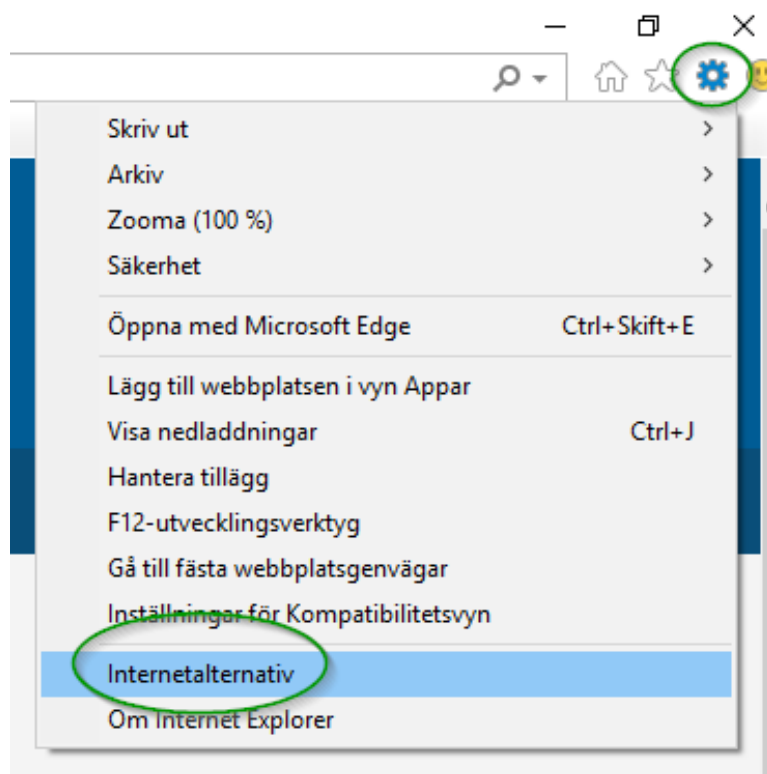 Skriv ut
Arkiv
Zooma (100 %)
Säkerhet
Öppna med Microsoft Edge Ctrl+Skift+E
Lägg till webbplatsen i vyn Appar
Visa nedladdningar Ctrl+J
Hantera tillägg
F12-utvecklingsverktyg
Gå till fästa webbplatsgenvägar
Inställningar för Kompatibilitetsvyn
Internetalternativ
Om Internet Explorer